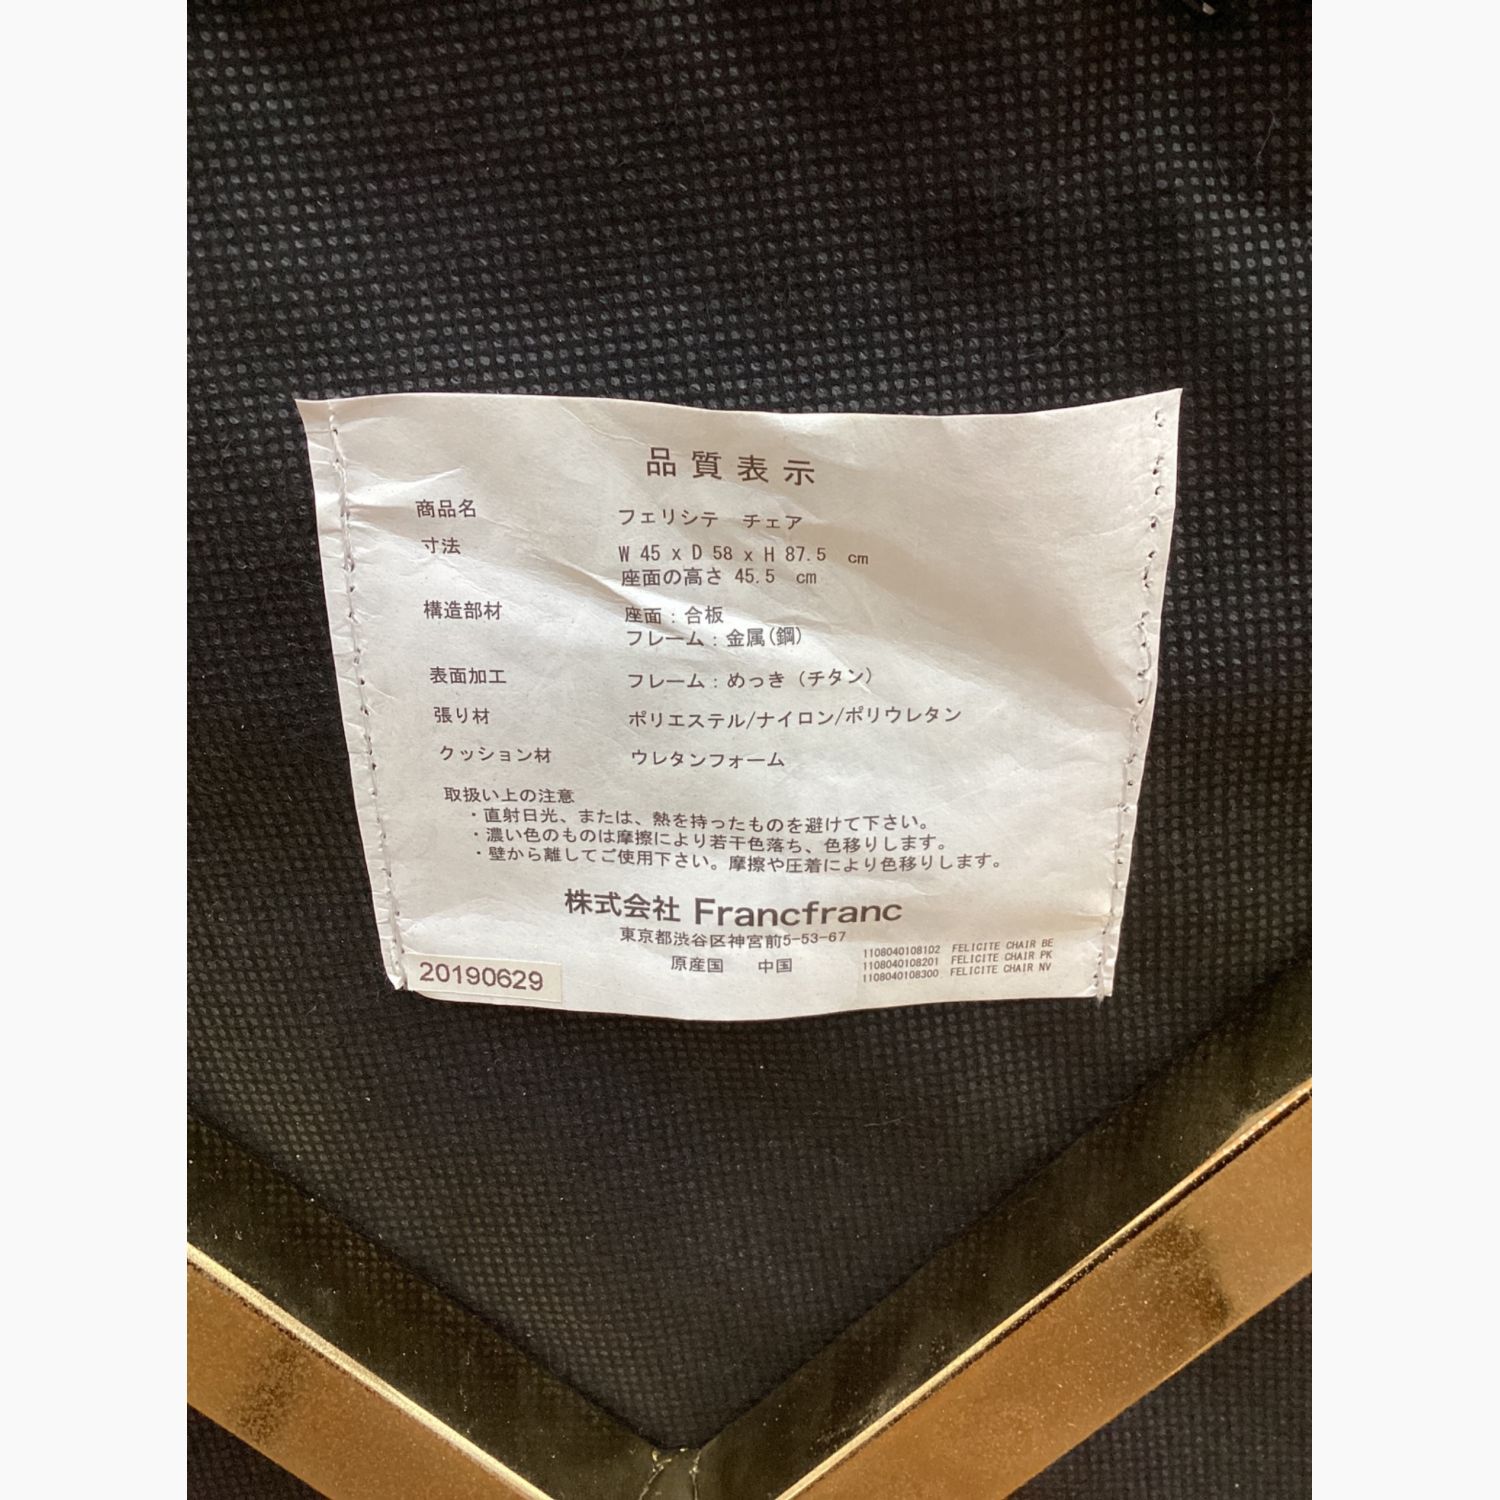 品質表示
商品名 フェリシテ チェア
寸法 W 45 x D 58 x H 87.5 cm
座面の高さ 45.5 cm
構造部材 座面：合板
フレーム：金属(鋼)
表面加工 フレーム：めっき（チタン）
張り材 ポリエステル/ナイロン/ポリウレタン
クッション材 ウレタンフォーム
取扱い上の注意
・直射日光、または、熱を持ったものを避けて下さい。
・濃い色のものは摩擦により若干色落ち、色移りします。
・壁から離してご使用下さい。摩擦や圧着により色移りします。
株式会社 Francfranc
東京都渋谷区神宮前5-53-67
原産国 中国
1108040108102 FELICITE CHAIR BE
1108040108201 FELICITE CHAIR PK
1108040108300 FELICITE CHAIR NV
20190629